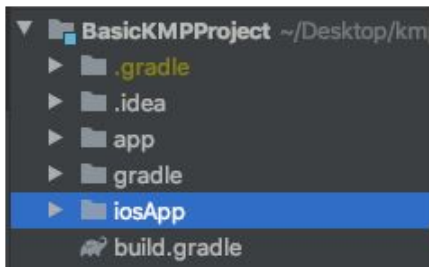 BasicKMPProject ~/Desktop/km
.gradle
.idea
app
gradle
iosApp
build.gradle